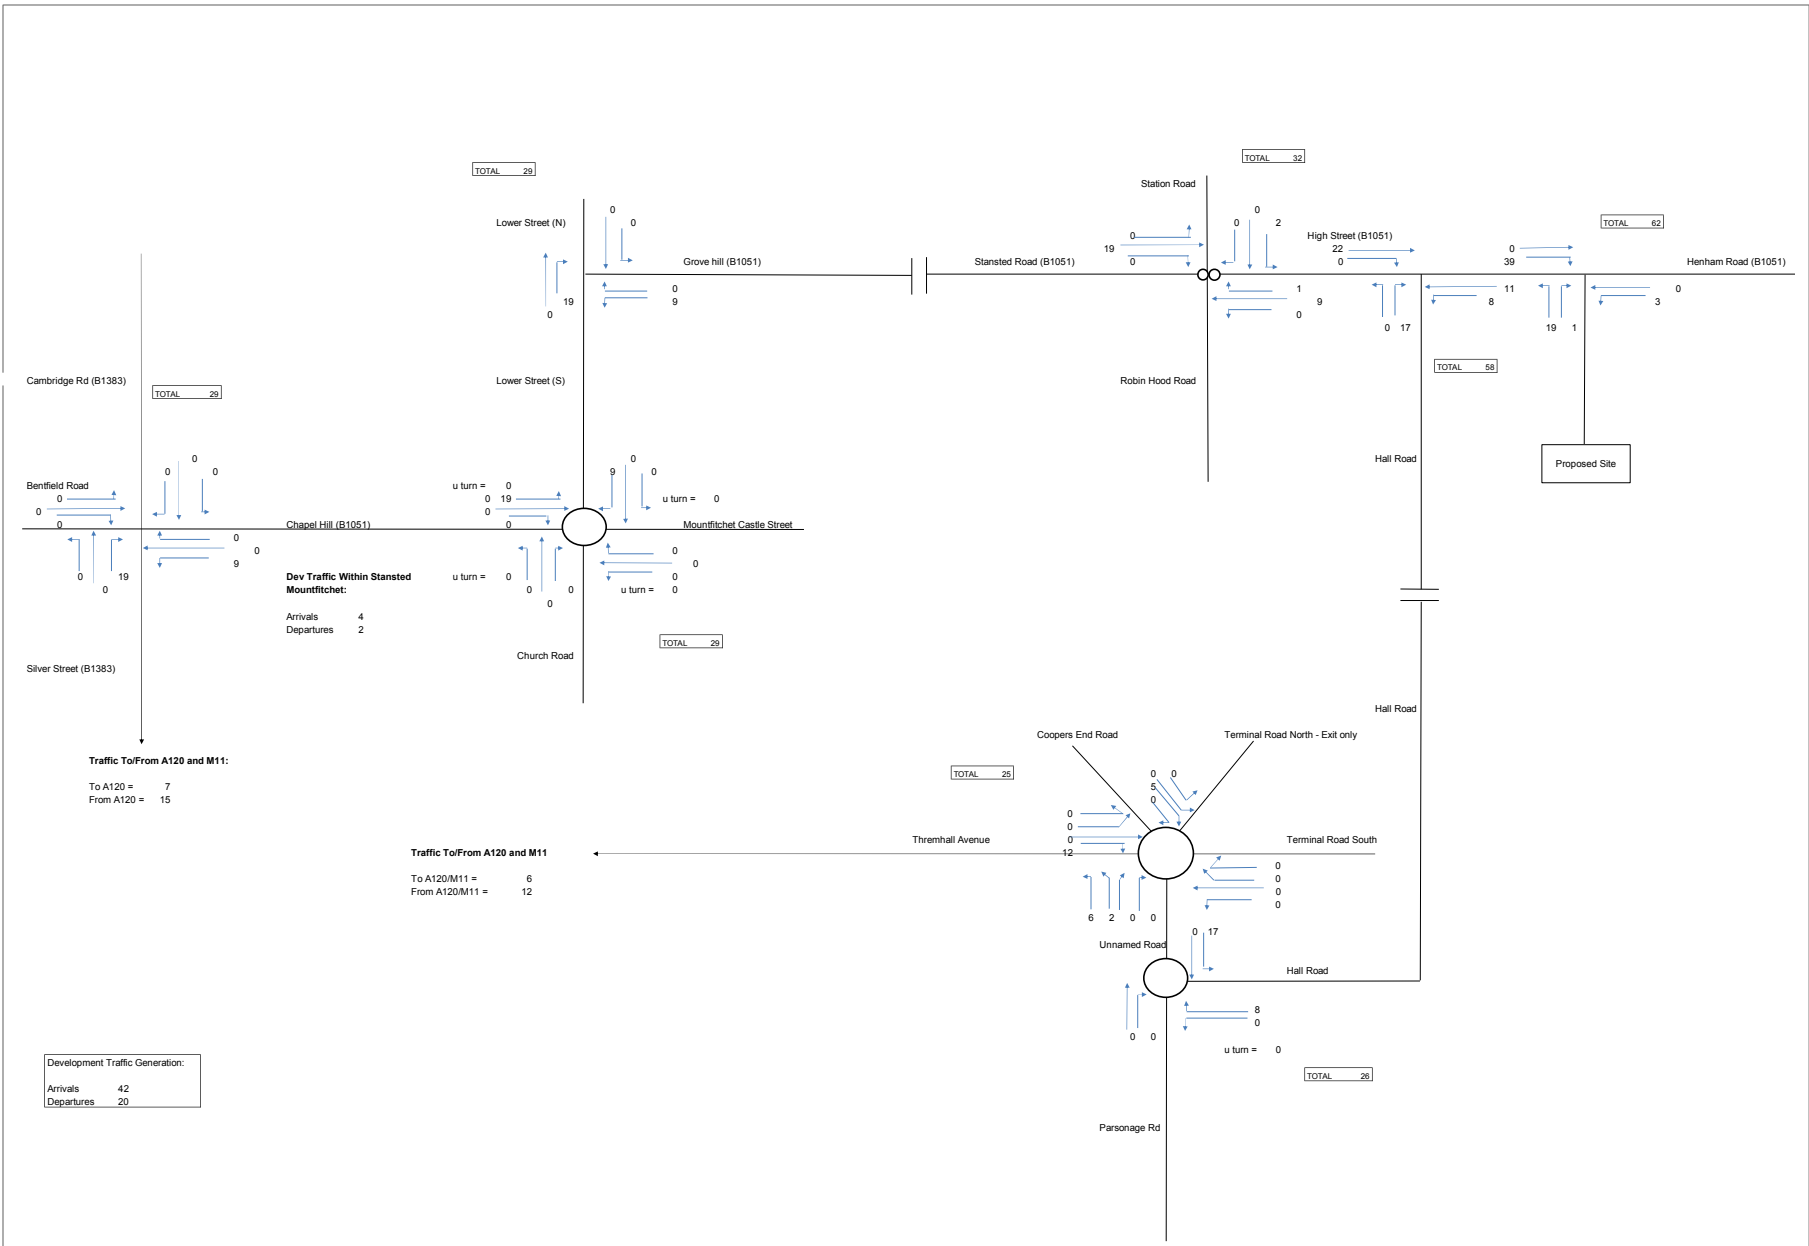 TOTAL 32
TOTAL 29
Station Road
Lower Street (N)
0
0
0
0
2
0
19
0
High Street (B1051)
22
0
0
39
TOTAL 62
Grove hill (B1051)
Stansted Road (B1051)
Henham Road (B1051)
0
9
19
0
1
9
0
11
8
0
3
0 17
19 1
TOTAL 58
Cambridge Rd (B1383)
TOTAL 29
Lower Street (S)
Robin Hood Road
Hall Road
Proposed Site
Bentfield Road
0
0
0
0
0
0
u turn = 0
0 19
0
0
0
9
0
u turn = 0
Chapel Hill (B1051)
Mountfitchet Castle Street
0
0
9
0
19
0
Dev Traffic Within Stansted
Mountfitchet:
Arrivals 4
Departures 2
u turn = 0
0
0
0
0
0
0
u turn = 0
TOTAL 29
Church Road
Silver Street (B1383)
Hall Road
Traffic To/From A120 and M11:
To A120 = 7
From A120 = 15
Coopers End Road
Terminal Road North - Exit only
TOTAL 25
0 0
5
0
0
0
0
12
Thremhall Avenue
Terminal Road South
Traffic To/From A120 and M11
To A120/M11 = 6
From A120/M11 = 12
0
0
0
0
6 2 0 0
Unnamed Road
0 17
Hall Road
8
0
0 0
u turn = 0
TOTAL 26
Development Traffic Generation:
Arrivals 42
Departures 20
Parsonage Rd